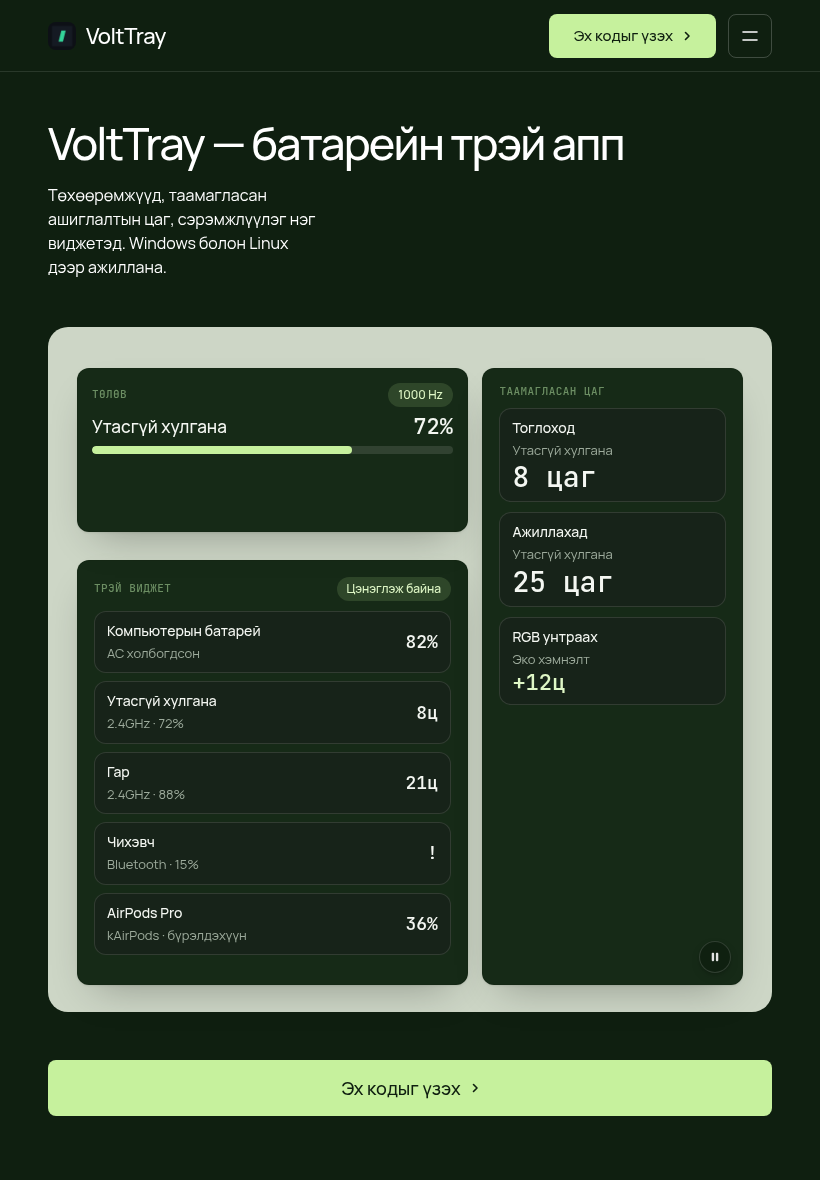 VoltTray
Эх кодыг үзэх
VoltTray — батарейн трэй апп
Төхөөрөмжүүд, таамагласан
ашиглалтын цаг, сэрэмжлүүлэг нэг
виджетэд. Windows болон Linux
дээр ажиллана.
ТӨЛӨВ
1000 Hz
Утасгүй хулгана
72%
ТРЭЙ ВИДЖЕТ
Цэнэглэж байна
Компьютерын батарей
82%
AC холбогдсон
Утасгүй хулгана
8ц
2.4GHz · 72%
Гар
21ц
2.4GHz · 88%
Чихэвч
!
Bluetooth · 15%
AirPods Pro
36%
kAirPods · бүрэлдэхүүн
ТААМАГЛАСАН ЦАГ
Тоглоход
Утасгүй хулгана
8 цаг
Ажиллахад
Утасгүй хулгана
25 цаг
RGB унтраах
Эко хэмнэлт
+12ц
Эх кодыг үзэх